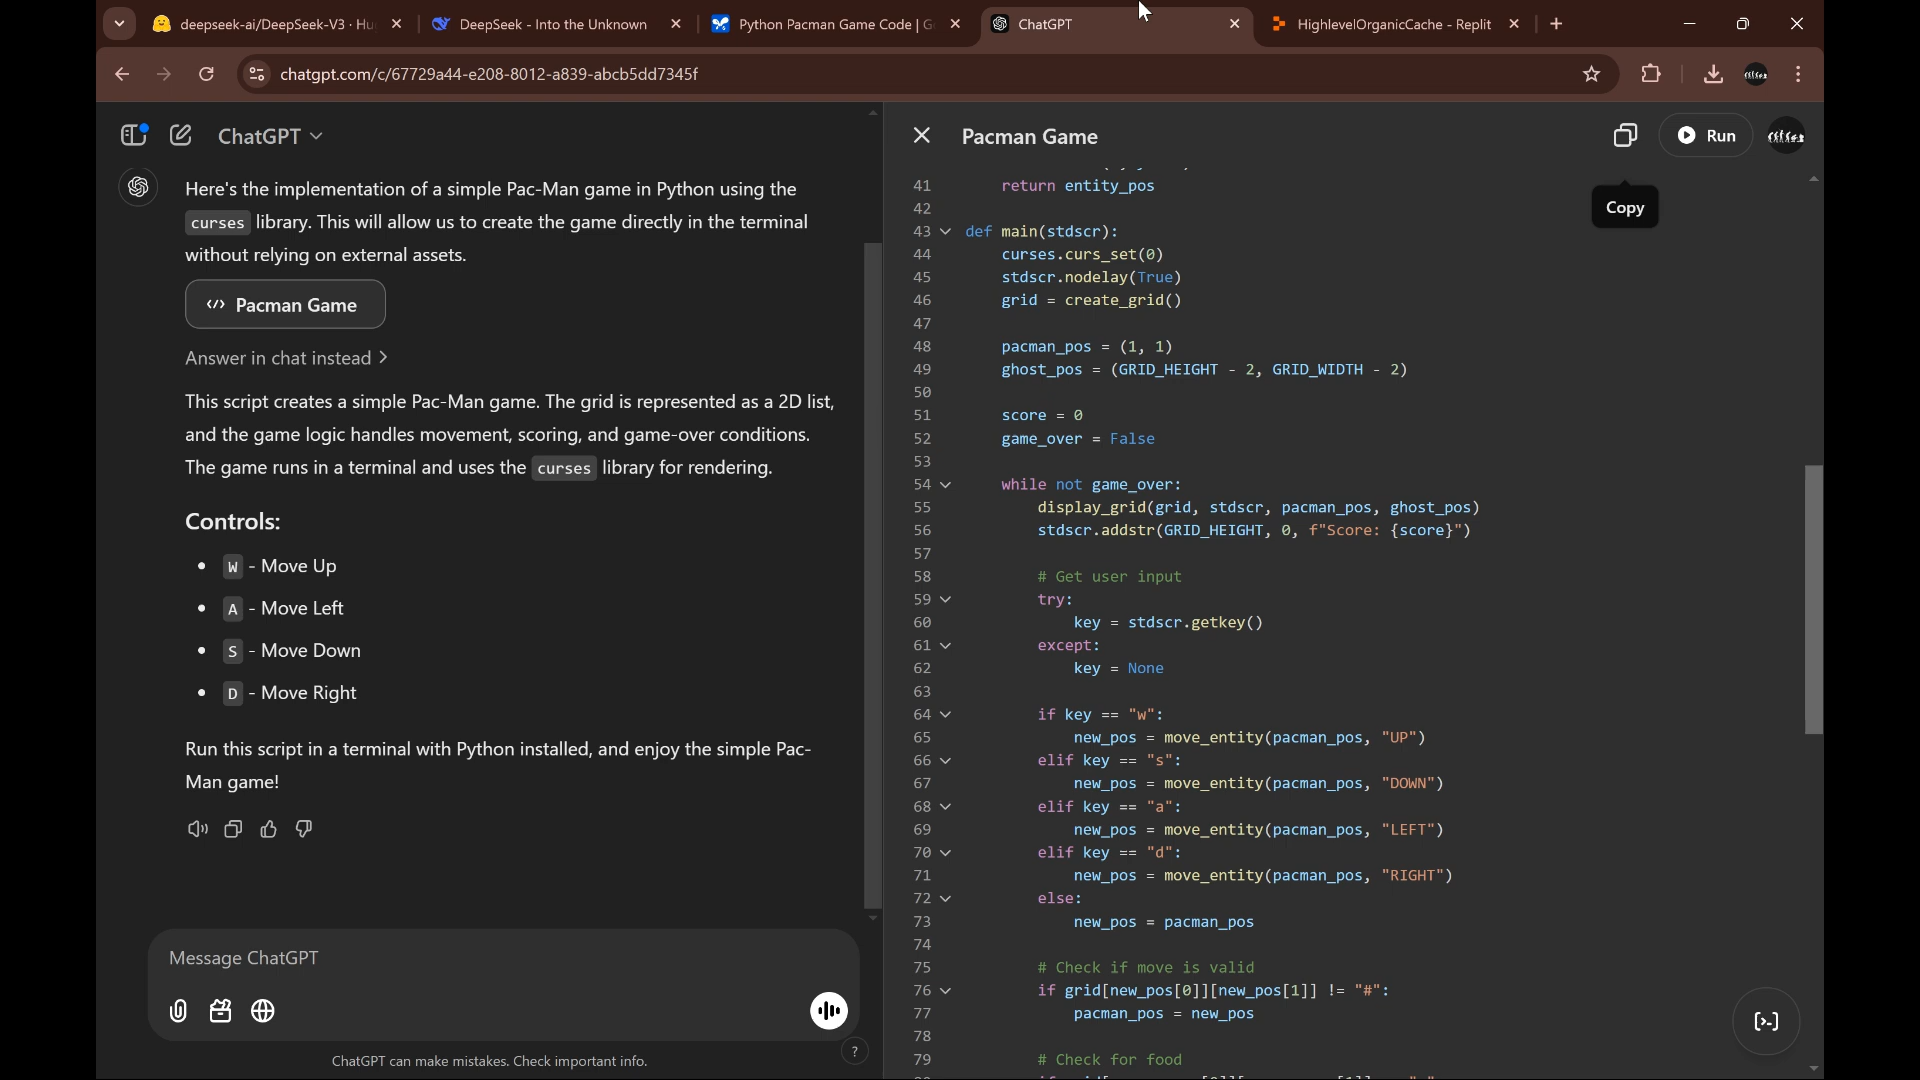 deepseek-ai/DeepSeek-V3 · Hu
DeepSeek - Into the Unknown
Python Pacman Game Code | G
ChatGPT
HighlevelOrganicCache - Replit
chatgpt.com/c/67729a44-e208-8012-a839-abcb5dd7345f
ChatGPT
Here's the implementation of a simple Pac-Man game in Python using the
curses library. This will allow us to create the game directly in the terminal
without relying on external assets.
Pacman Game
Answer in chat instead
This script creates a simple Pac-Man game. The grid is represented as a 2D list,
and the game logic handles movement, scoring, and game-over conditions.
The game runs in a terminal and uses the curses library for rendering.
Controls:
• W - Move Up
• A - Move Left
• S - Move Down
• D - Move Right
Run this script in a terminal with Python installed, and enjoy the simple Pac-
Man game!
Message ChatGPT
ChatGPT can make mistakes. Check important info.
?
Pacman Game
Run
Copy
41 return entity_pos
42
43 def main(stdscr):
44 curses.curs_set(0)
45 stdscr.nodelay(True)
46 grid = create_grid()
47
48 pacman_pos = (1, 1)
49 ghost_pos = (GRID_HEIGHT - 2, GRID_WIDTH - 2)
50
51 score = 0
52 game_over = False
53
54 while not game_over:
55 display_grid(grid, stdscr, pacman_pos, ghost_pos)
56 stdscr.addstr(GRID_HEIGHT, 0, f"Score: {score}")
57
58 # Get user input
59 try:
60 key = stdscr.getkey()
61 except:
62 key = None
63
64 if key == "w":
65 new_pos = move_entity(pacman_pos, "UP")
66 elif key == "s":
67 new_pos = move_entity(pacman_pos, "DOWN")
68 elif key == "a":
69 new_pos = move_entity(pacman_pos, "LEFT")
70 elif key == "d":
71 new_pos = move_entity(pacman_pos, "RIGHT")
72 else:
73 new_pos = pacman_pos
74
75 # Check if move is valid
76 if grid[new_pos[0]][new_pos[1]] != "#":
77 pacman_pos = new_pos
78
79 # Check for food